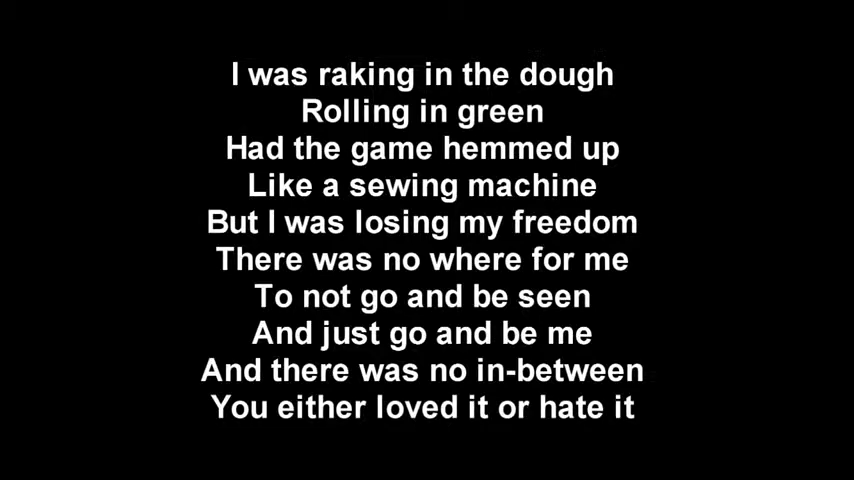 I was raking in the dough
Rolling in green
Had the game hemmed up
Like a sewing machine
But I was losing my freedom
There was no where for me
To not go and be seen
And just go and be me
And there was no in-between
You either loved it or hate it